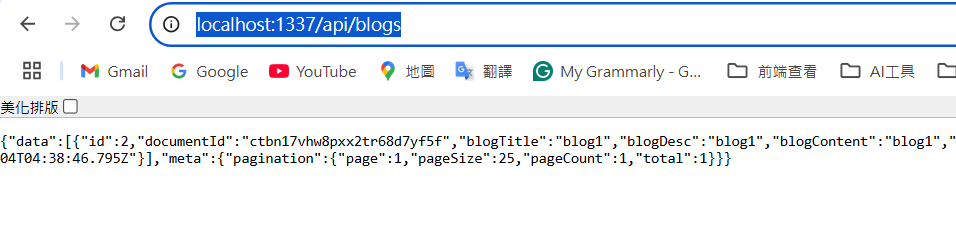 localhost:1337/api/blogs
Gmail Google YouTube 地圖 翻譯 My Grammarly - G... 前端查看 AI工具
美化排版
{"data":[{"id":2,"documentId":"ctbn17vhw8pxx2tr68d7yf5f","blogTitle":"blog1","blogDesc":"blog1","blogContent":"blog1","
04T04:38:46.795Z"}],"meta":{"pagination":{"page":1,"pageSize":25,"pageCount":1,"total":1}}}